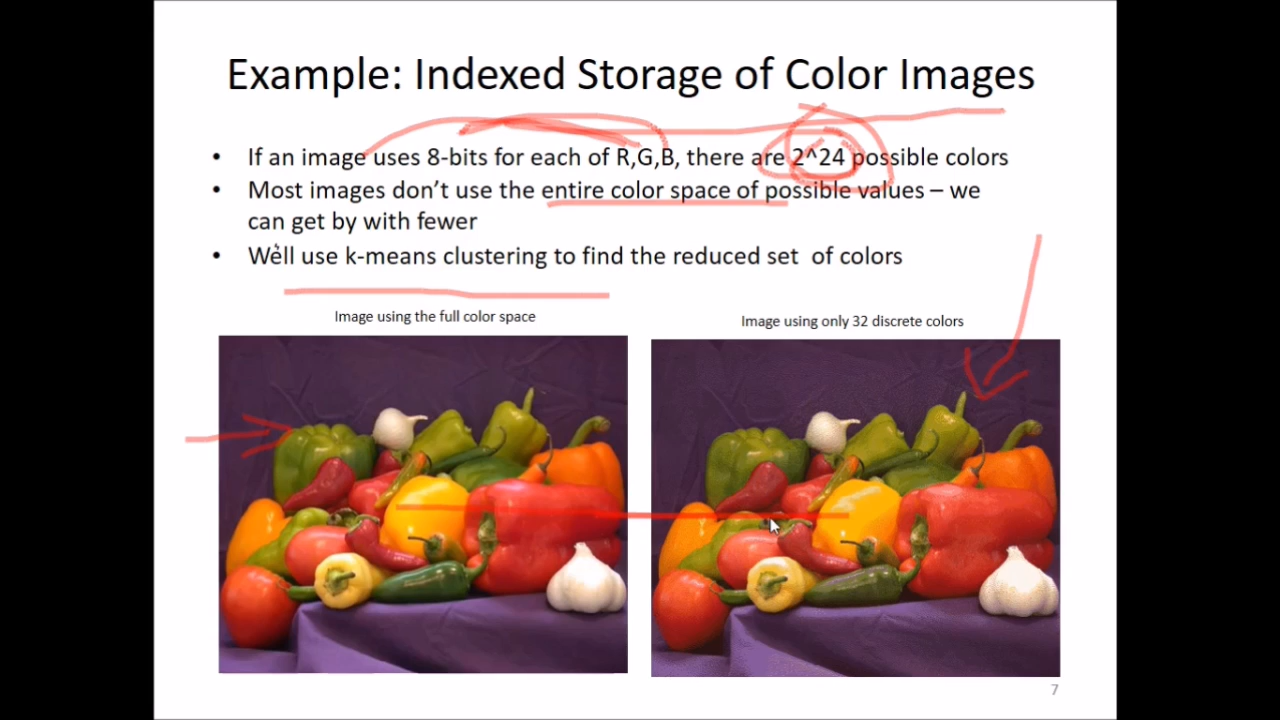 Example: Indexed Storage of Color Images
• If an image uses 8-bits for each of R,G,B, there are 2^24 possible colors
• Most images don’t use the entire color space of possible values – we
can get by with fewer
• We'll use k-means clustering to find the reduced set of colors
Image using the full color space
Image using only 32 discrete colors
7